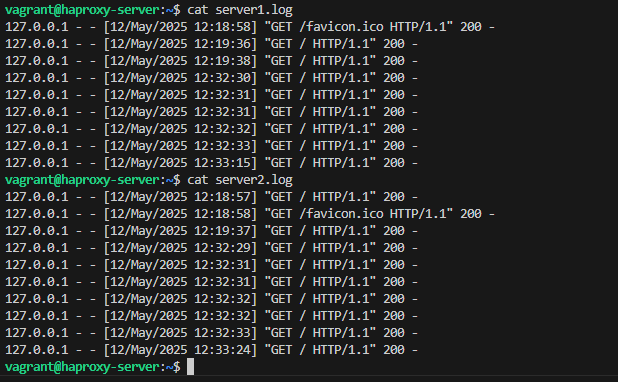 vagrant@haproxy-server:~$ cat server1.log
127.0.0.1 - - [12/May/2025 12:18:58] "GET /favicon.ico HTTP/1.1" 200 -
127.0.0.1 - - [12/May/2025 12:19:36] "GET / HTTP/1.1" 200 -
127.0.0.1 - - [12/May/2025 12:19:38] "GET / HTTP/1.1" 200 -
127.0.0.1 - - [12/May/2025 12:32:30] "GET / HTTP/1.1" 200 -
127.0.0.1 - - [12/May/2025 12:32:31] "GET / HTTP/1.1" 200 -
127.0.0.1 - - [12/May/2025 12:32:31] "GET / HTTP/1.1" 200 -
127.0.0.1 - - [12/May/2025 12:32:32] "GET / HTTP/1.1" 200 -
127.0.0.1 - - [12/May/2025 12:32:33] "GET / HTTP/1.1" 200 -
127.0.0.1 - - [12/May/2025 12:33:15] "GET / HTTP/1.1" 200 -
vagrant@haproxy-server:~$ cat server2.log
127.0.0.1 - - [12/May/2025 12:18:57] "GET / HTTP/1.1" 200 -
127.0.0.1 - - [12/May/2025 12:18:58] "GET /favicon.ico HTTP/1.1" 200 -
127.0.0.1 - - [12/May/2025 12:19:37] "GET / HTTP/1.1" 200 -
127.0.0.1 - - [12/May/2025 12:32:29] "GET / HTTP/1.1" 200 -
127.0.0.1 - - [12/May/2025 12:32:31] "GET / HTTP/1.1" 200 -
127.0.0.1 - - [12/May/2025 12:32:31] "GET / HTTP/1.1" 200 -
127.0.0.1 - - [12/May/2025 12:32:32] "GET / HTTP/1.1" 200 -
127.0.0.1 - - [12/May/2025 12:32:32] "GET / HTTP/1.1" 200 -
127.0.0.1 - - [12/May/2025 12:32:33] "GET / HTTP/1.1" 200 -
127.0.0.1 - - [12/May/2025 12:33:24] "GET / HTTP/1.1" 200 -
vagrant@haproxy-server:~$